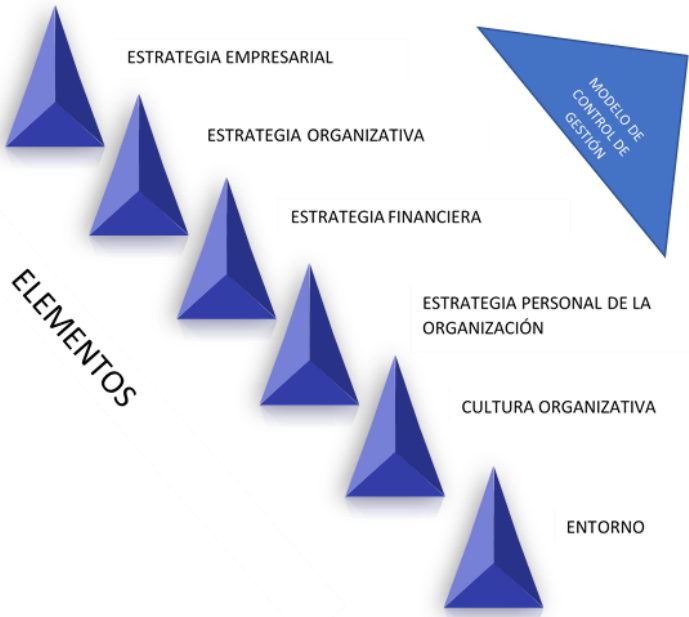 ESTRATEGIA EMPRESARIAL
MODELO DE
CONTROL DE
GESTIÓN
ESTRATEGIA ORGANIZATIVA
ESTRATEGIA FINANCIERA
ELEMENTOS
ESTRATEGIA PERSONAL DE LA
ORGANIZACIÓN
CULTURA ORGANIZATIVA
ENTORNO